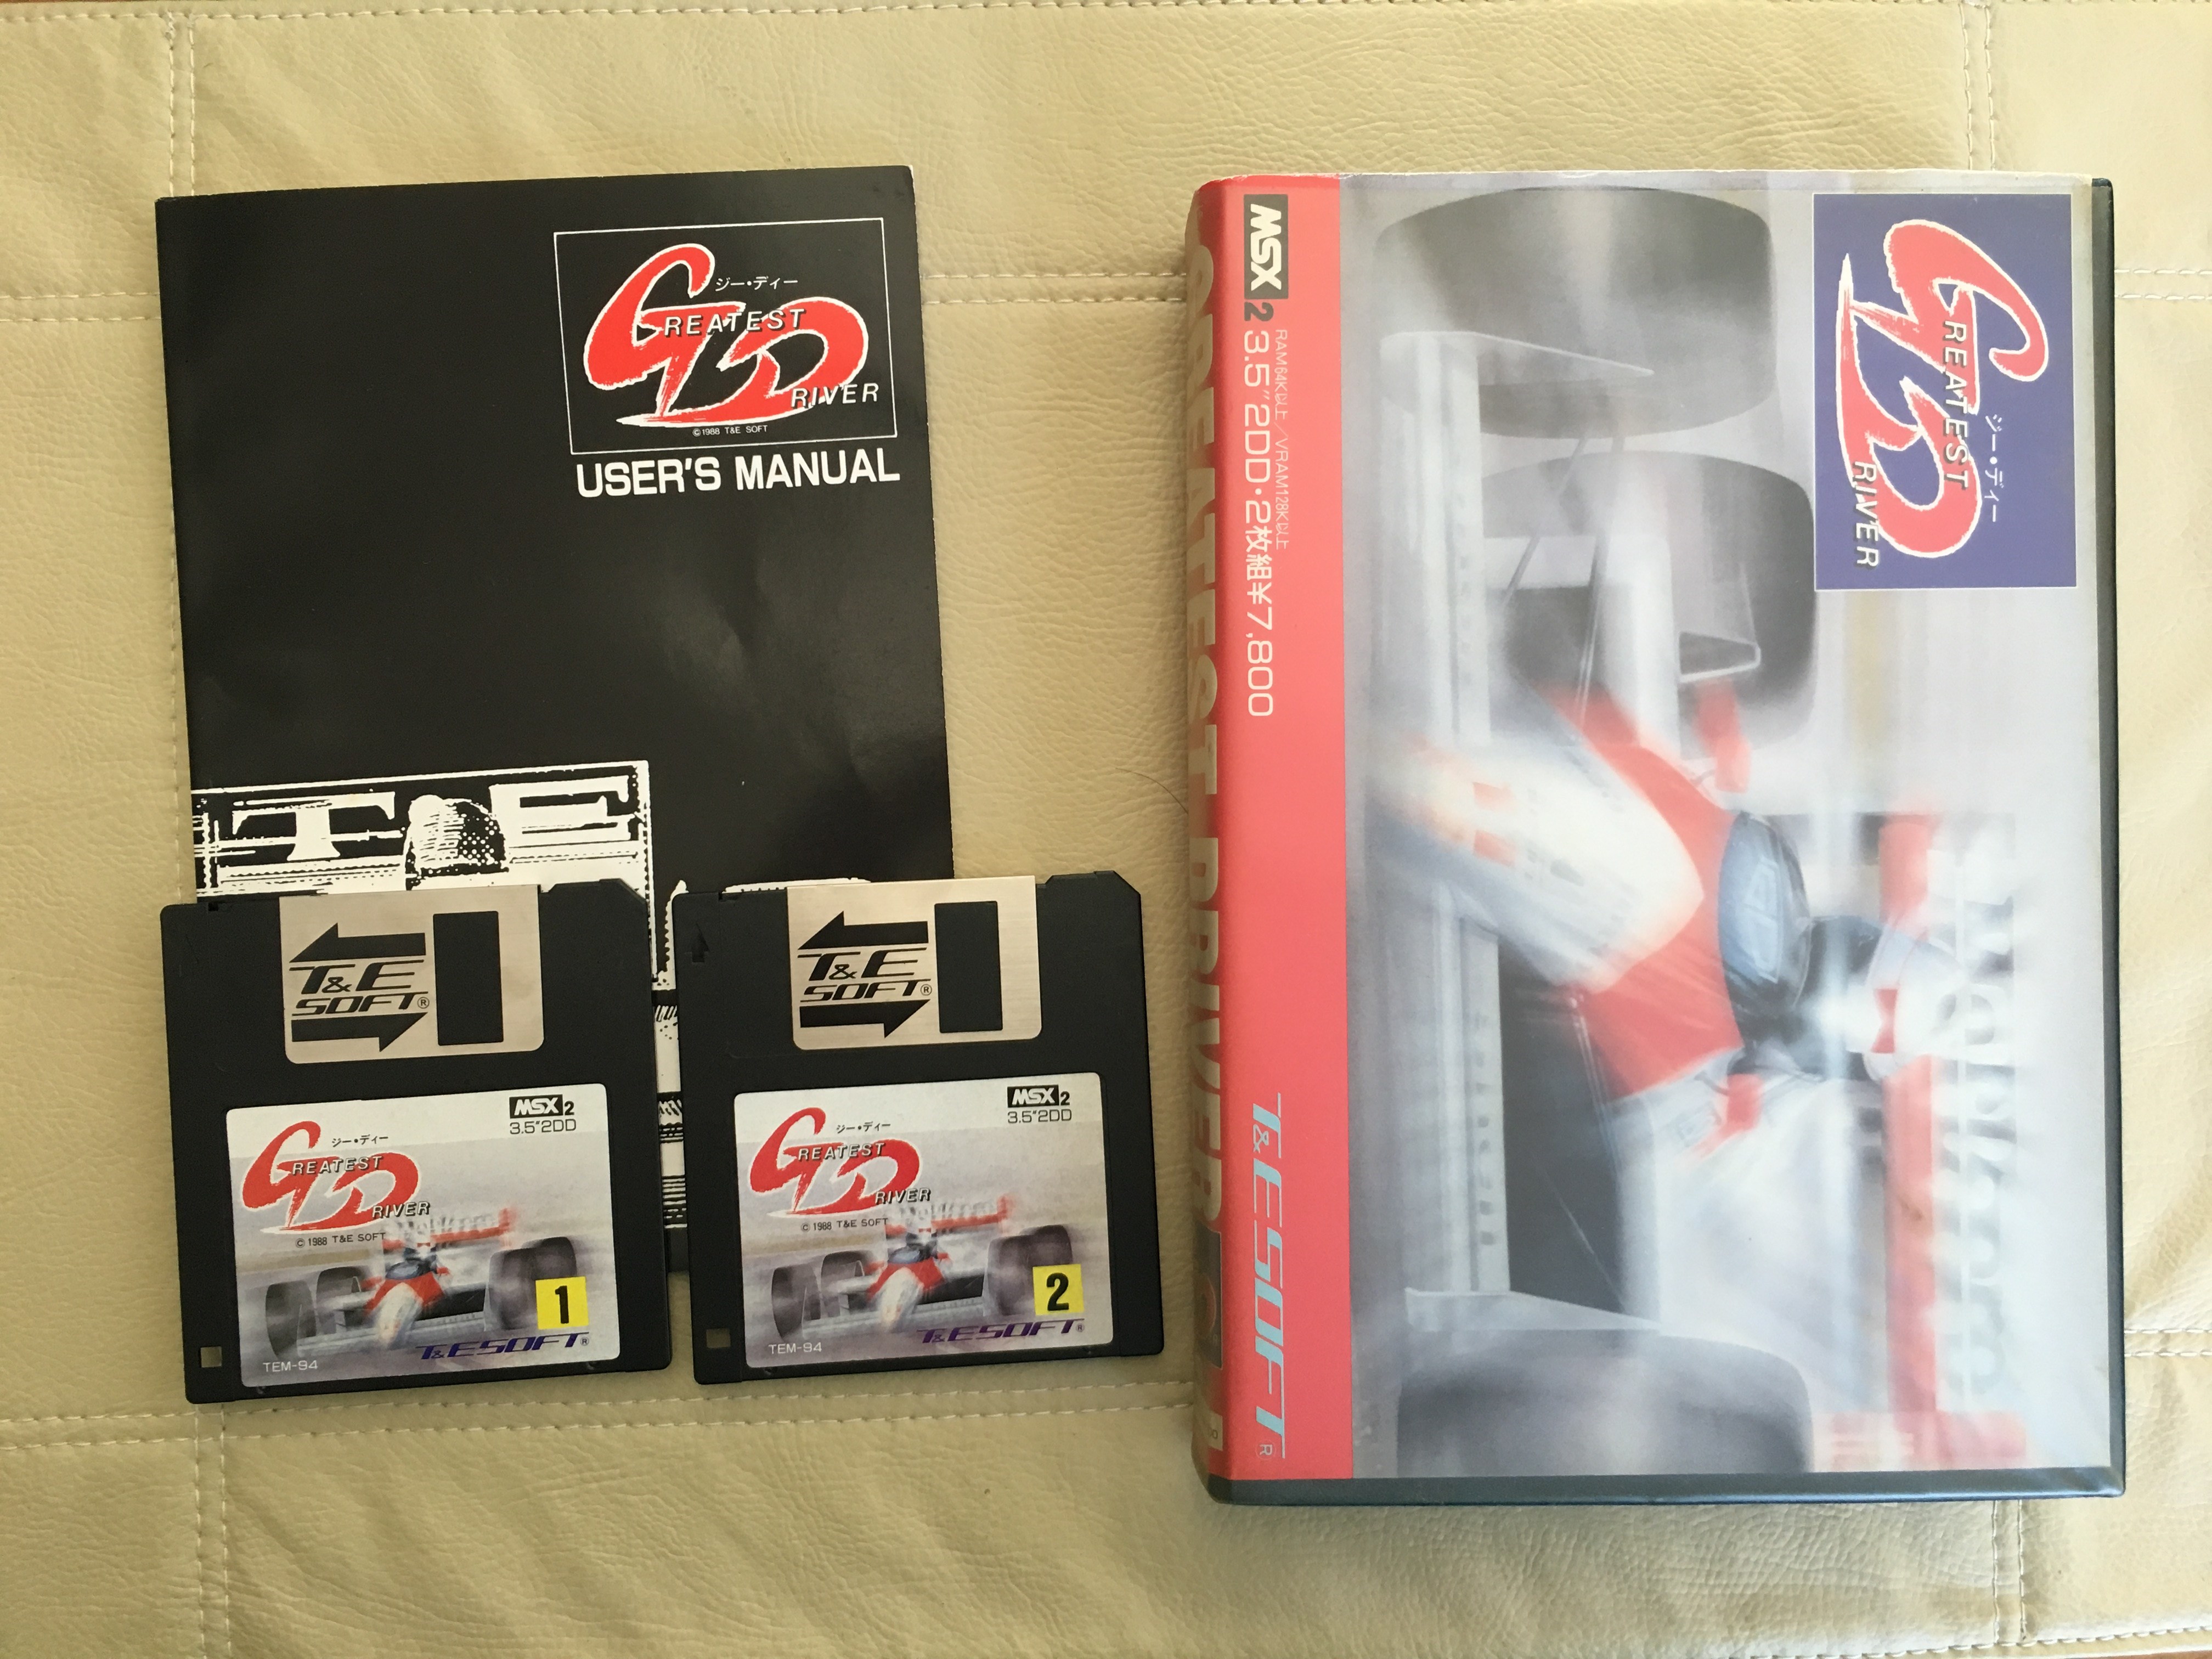 ジー・ディー
GREATEST
DRIVER
©1988 T&E SOFT
USER'S MANUAL
T&E
T&E
SOFT®
MSX2
3.5"2DD
ジー・ディー
GREATEST
DRIVER
© 1988 T&E SOFT
1
TEM-94
T&ESOFT®
T&E
SOFT®
MSX2
3.5"2DD
ジー・ディー
GREATEST
DRIVER
© 1988 T&E SOFT
2
TEM-94
T&ESOFT®
ジー・ディー
GREATEST
DRIVER
RAM64K以上/VRAM128K以上
MSX2 3.5"2DD・2枚組¥7,800
T&ESOFT®
GREATEST DRIVER